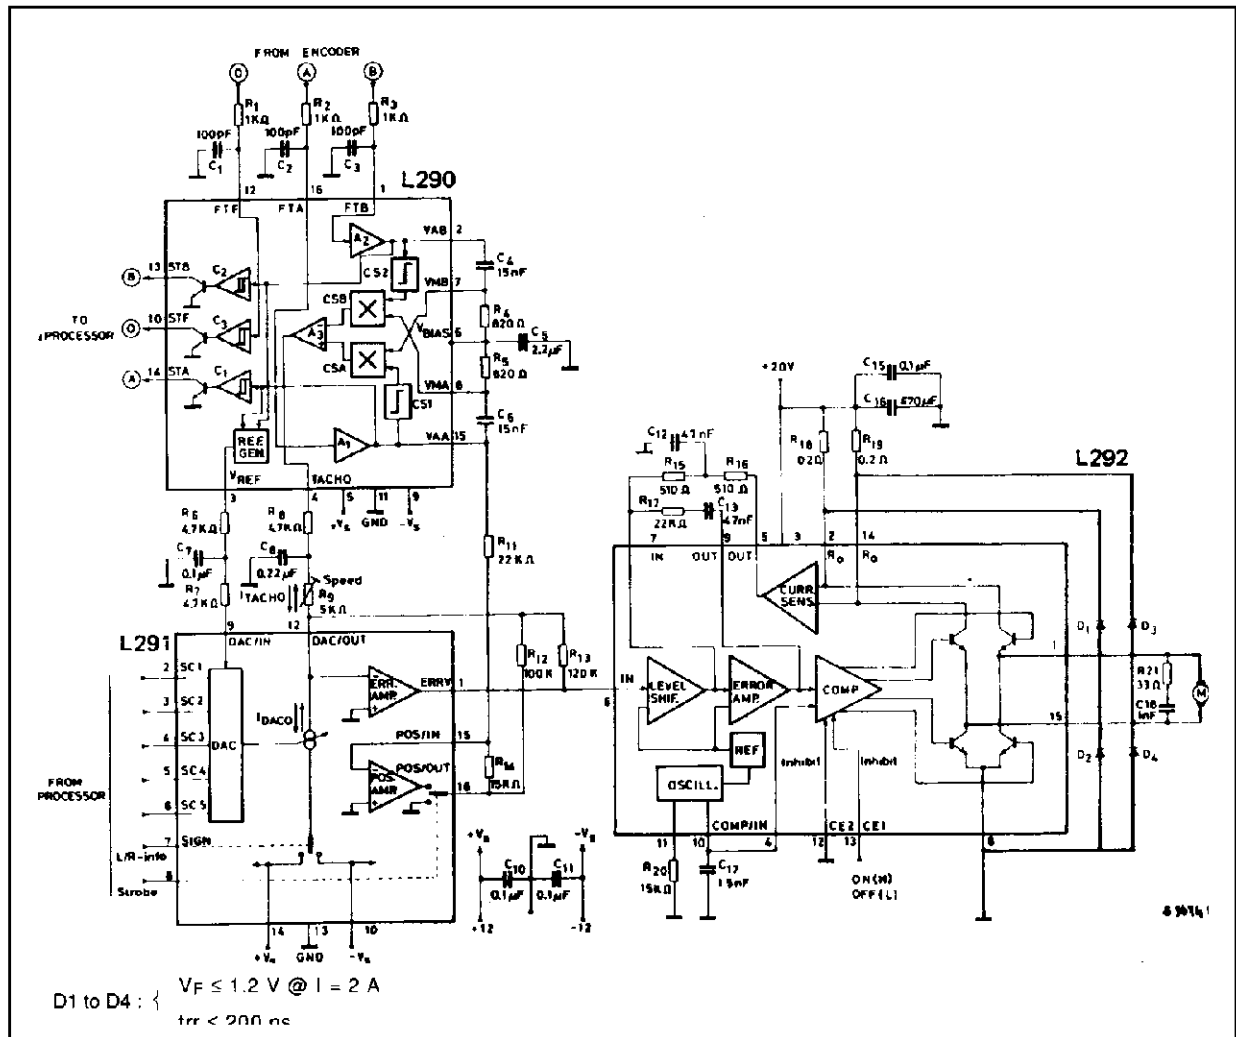 FROM ENCODER
O A B
R1 1KΩ
R2 1KΩ
R3 1KΩ
100pF C1
100pF C2
100pF C3
L290
12 16 1
FTF FTA FTB
A2
VAB 2
C4 15nF
CS2
VMB 7
B 13 STB C2
CSB
R4 820Ω
TO
PROCESSOR
O 10 STF C3
A3
VBIAS 6
C5 2.2µF
R5 820Ω
A 14 STA C1
CSA
VMA 8
CS1
C6 15nF
REF. GEN.
A1
VAA 15
VREF
TACHO
3 4 5 11 9
+Vs GND -Vs
R6 4.7KΩ
R8 4.7KΩ
R11 22KΩ
C7 0.1µF
C8 0.22µF
R7 4.7KΩ
ITACHO
Speed
R9 5KΩ
9 12
L291
DAC/IN DAC/OUT
R12 100K
R13 120K
2 SC1
3 SC2
4 SC3
5 SC4
6 SC5
DAC
IDACO
ERR. AMP.
ERRV 1
POS/IN 15
POS/OUT
POS. AMP.
16
R14 15KΩ
FROM
PROCESSOR
7 SIGN
L/R-info
8
Strobe
14 13 10
GND
C10 0.1µF
C11 0.1µF
+12
-12
+20V
C15 0.1µF
C16 470µF
R18 0.2Ω
R19 0.2Ω
L292
C12 47nF
R15 510Ω
R16 510Ω
R17 22KΩ
C13 47nF
7 9 5 3 2 14
IN OUT OUT R0 R0
CURR. SENS.
IN
6
LEVEL SHIF.
ERROR AMP.
COMP
REF
OSCILL.
Inhibit
Inhibit
COMP/IN
CE2 CE1
11 10 4 12 13 8
1
15
D1 D3
D2 D4
R21 33Ω
C18 1nF
M
R20 15KΩ
C17 1.5nF
ON(H)
OFF(L)
D1 to D4 : {
VF ≤ 1.2 V @ I = 2 A
trr ≤ 200 ns